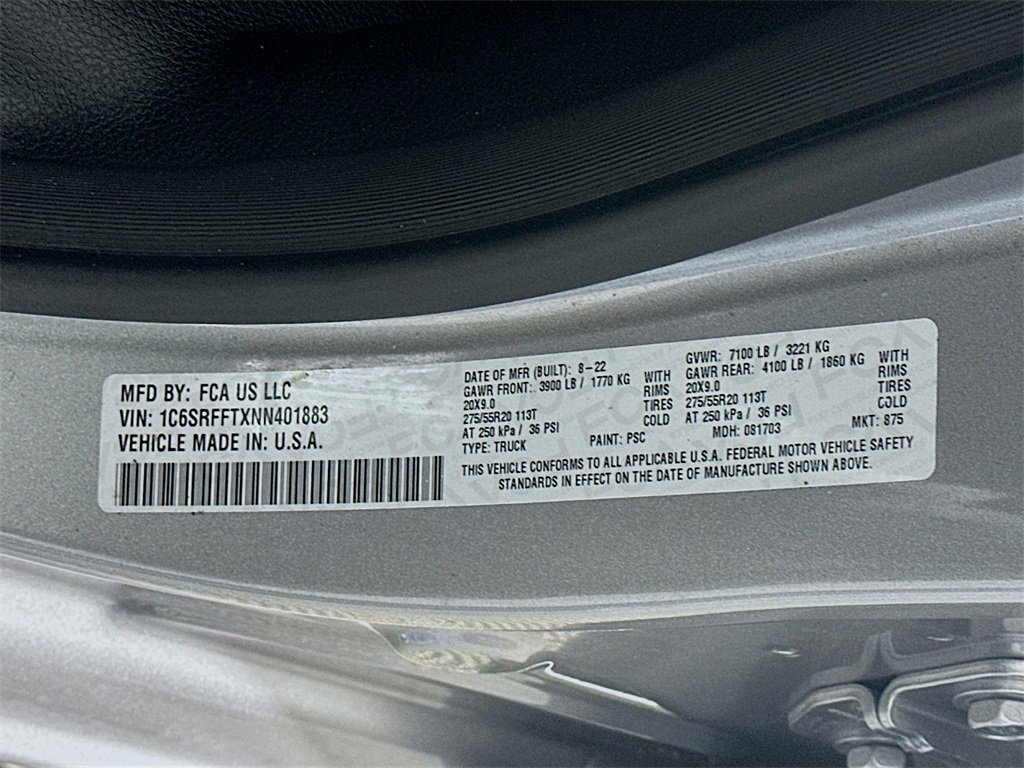 MFD BY: FCA US LLC
VIN: 1C6SRFFTXNN401883
VEHICLE MADE IN: U.S.A.
DATE OF MFR (BUILT): 8-22
GAWR FRONT: 3900 LB / 1770 KG WITH
20X9.0 RIMS
275/55R20 113T TIRES
AT 250 kPa / 36 PSI COLD
TYPE: TRUCK PAINT: PSC
GVWR: 7100 LB / 3221 KG
GAWR REAR: 4100 LB / 1860 KG WITH
20X9.0 RIMS
275/55R20 113T TIRES
AT 250 kPa / 36 PSI COLD
MDH: 081703 MKT: 875
THIS VEHICLE CONFORMS TO ALL APPLICABLE U.S.A. FEDERAL MOTOR VEHICLE SAFETY
STANDARDS IN EFFECT ON THE DATE OF MANUFACTURE SHOWN ABOVE.